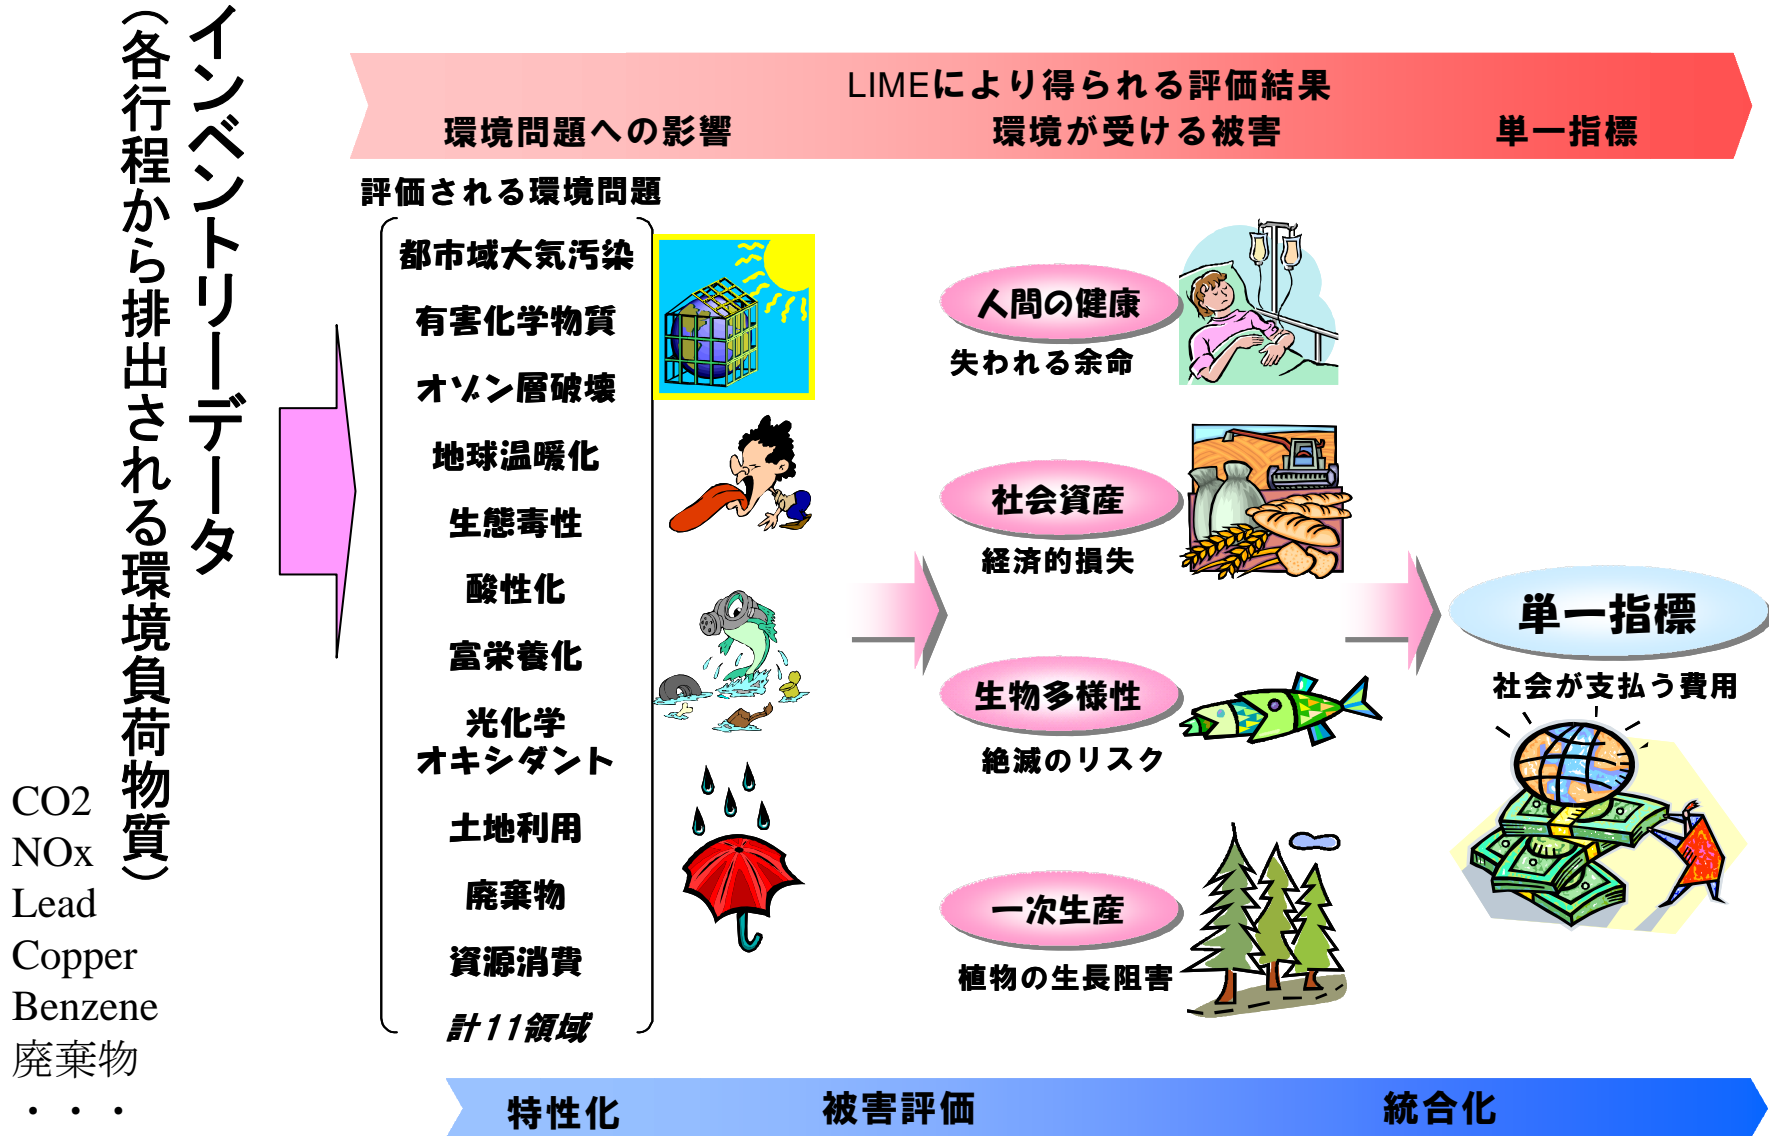 インベントリーデータ
（各行程から排出される環境負荷物質）
CO2
NOx
Lead
Copper
Benzene
廃棄物
・・・
LIMEにより得られる評価結果
環境問題への影響
環境が受ける被害
単一指標
評価される環境問題
都市域大気汚染
有害化学物質
オゾン層破壊
地球温暖化
生態毒性
酸性化
富栄養化
光化学
オキシダント
土地利用
廃棄物
資源消費
計11領域
人間の健康
失われる余命
社会資産
経済的損失
生物多様性
絶滅のリスク
一次生産
植物の生長阻害
単一指標
社会が支払う費用
特性化
被害評価
統合化